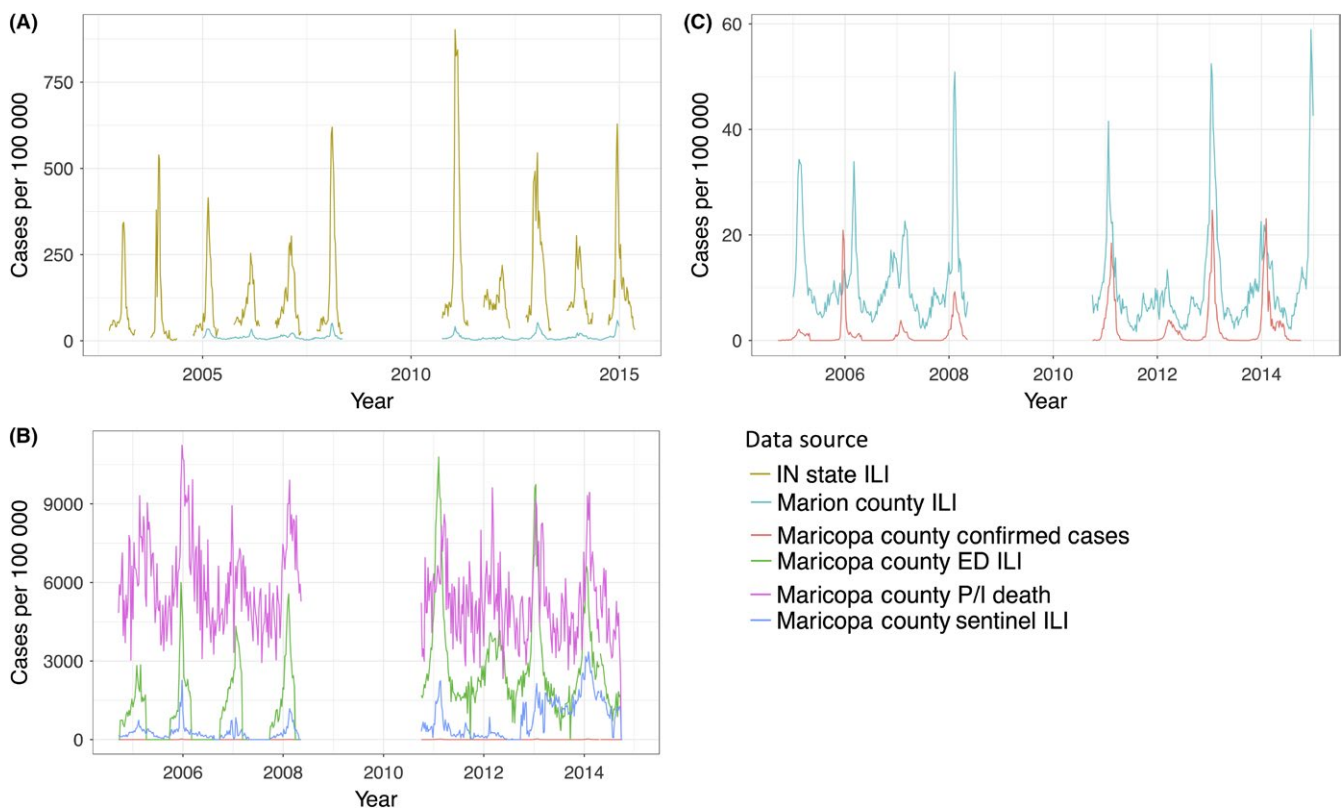 (A)
750
500
250
0
Cases per 100 000
2005
2010
2015
Year
(C)
60
40
20
0
Cases per 100 000
2006
2008
2010
2012
2014
Year
(B)
9000
6000
3000
0
Cases per 100 000
2006
2008
2010
2012
2014
Year
Data source
IN state ILI
Marion county ILI
Maricopa county confirmed cases
Maricopa county ED ILI
Maricopa county P/I death
Maricopa county sentinel ILI